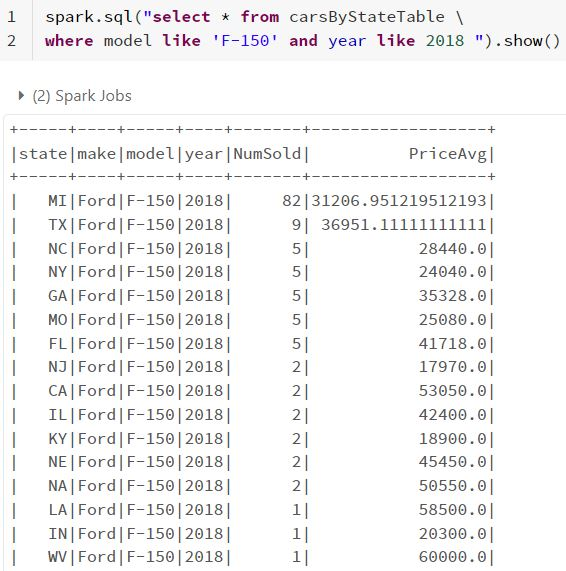 1 spark.sql("select * from carsByStateTable \
2 where model like 'F-150' and year like 2018 ").show()
(2) Spark Jobs
+-----+----+-----+----+-------+------------------+
|state|make|model|year|NumSold|          PriceAvg|
+-----+----+-----+----+-------+------------------+
|   MI|Ford|F-150|2018|     82|31206.951219512193|
|   TX|Ford|F-150|2018|      9| 36951.11111111111|
|   NC|Ford|F-150|2018|      5|           28440.0|
|   NY|Ford|F-150|2018|      5|           24040.0|
|   GA|Ford|F-150|2018|      5|           35328.0|
|   MO|Ford|F-150|2018|      5|           25080.0|
|   FL|Ford|F-150|2018|      5|           41718.0|
|   NJ|Ford|F-150|2018|      2|           17970.0|
|   CA|Ford|F-150|2018|      2|           53050.0|
|   IL|Ford|F-150|2018|      2|           42400.0|
|   KY|Ford|F-150|2018|      2|           18900.0|
|   NE|Ford|F-150|2018|      2|           45450.0|
|   NA|Ford|F-150|2018|      2|           50550.0|
|   LA|Ford|F-150|2018|      1|           58500.0|
|   IN|Ford|F-150|2018|      1|           20300.0|
|   WV|Ford|F-150|2018|      1|           60000.0|